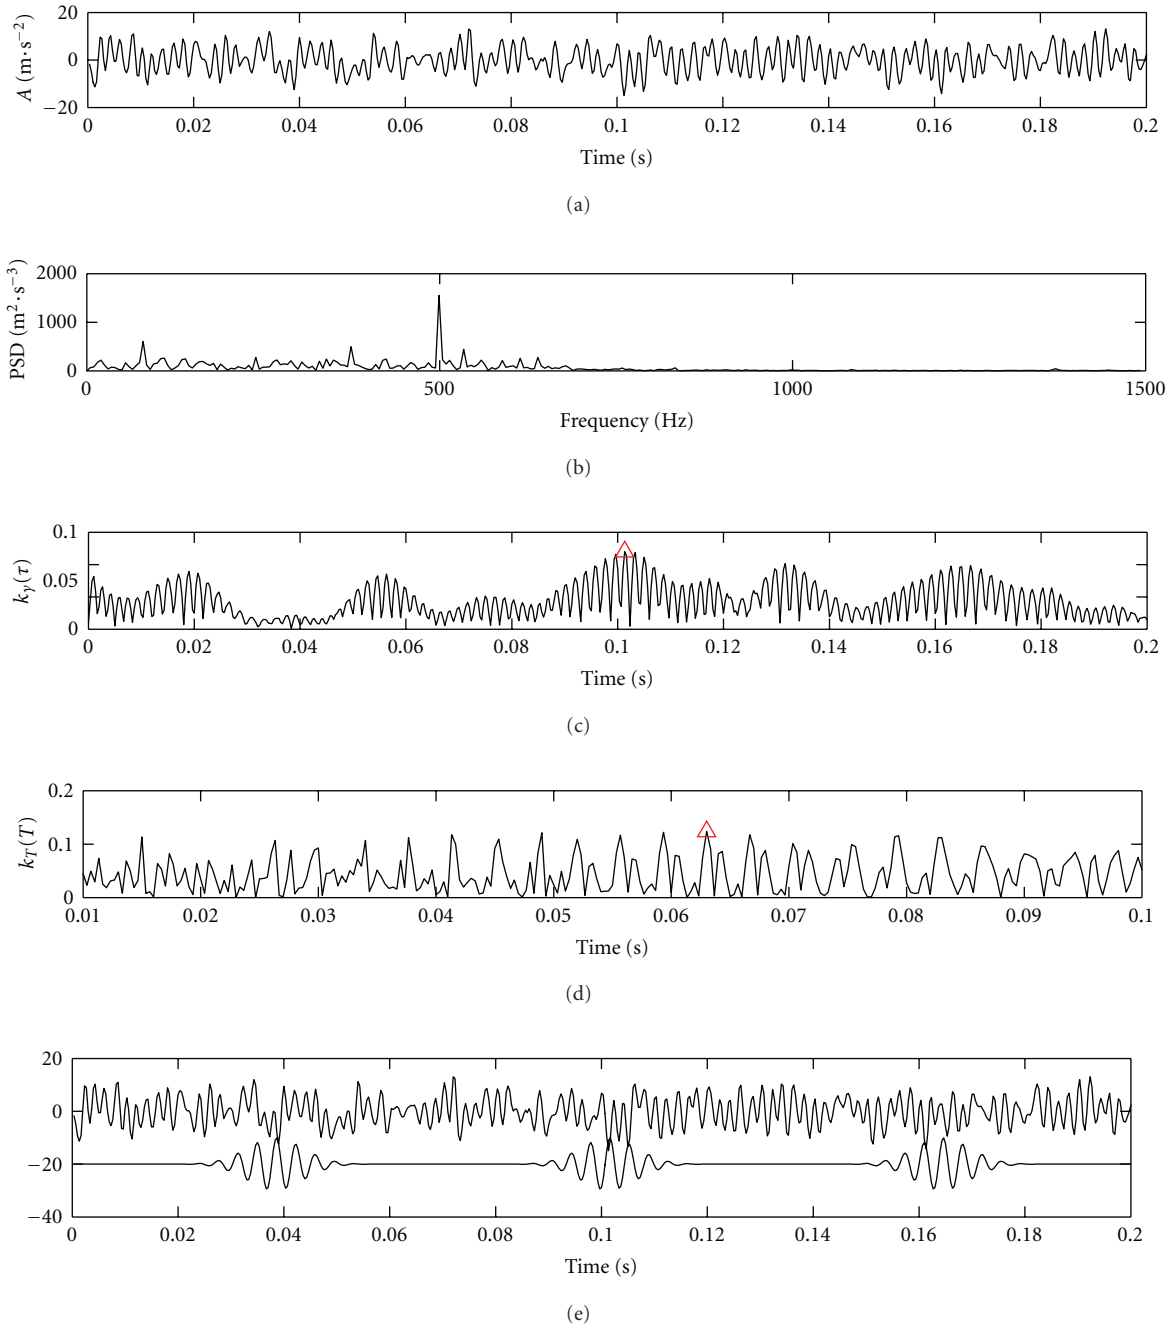 20
0
−20
A (m·s−2)
0 0.02 0.04 0.06 0.08 0.1 0.12 0.14 0.16 0.18 0.2
Time (s)
(a)
2000
1000
0
PSD (m2·s−3)
0 500 1000 1500
Frequency (Hz)
(b)
0.1
0.05
0
kγ(τ)
0 0.02 0.04 0.06 0.08 0.1 0.12 0.14 0.16 0.18 0.2
Time (s)
(c)
0.2
0.1
0
kT(T)
0.01 0.02 0.03 0.04 0.05 0.06 0.07 0.08 0.09 0.1
Time (s)
(d)
20
0
−20
−40
0 0.02 0.04 0.06 0.08 0.1 0.12 0.14 0.16 0.18 0.2
Time (s)
(e)